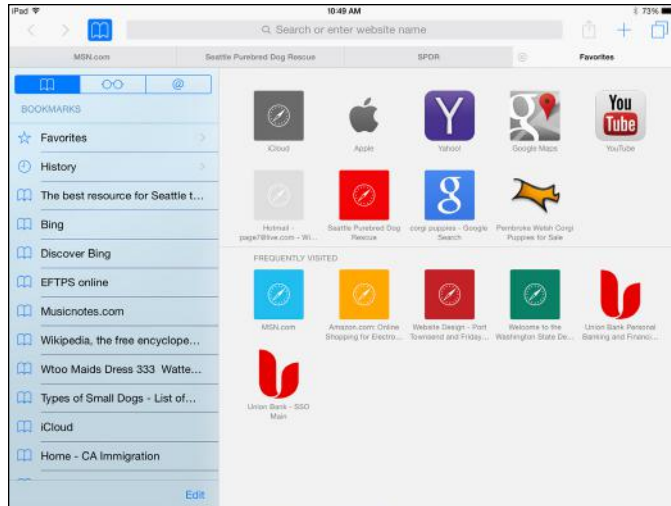 iPad
10:49 AM
73%
Search or enter website name
MSN.com
Seattle Purebred Dog Rescue
SPDR
Favorites
@
BOOKMARKS
Favorites
History
The best resource for Seattle t...
Bing
Discover Bing
EFTPS online
Musicnotes.com
Wikipedia, the free encyclope...
Wtoo Maids Dress 333 Watte...
Types of Small Dogs - List of...
iCloud
Home - CA Immigration
Edit
iCloud
Apple
Y!
Yahoo!
g
Google Maps
You
Tube
YouTube
Hotmail -
page7@live.com - Wi...
Seattle Purebred Dog
Rescue
g
corgi puppies - Google
Search
Pembroke Welsh Corgi
Puppies for Sale
FREQUENTLY VISITED
MSN.com
Amazon.com: Online
Shopping for Electro...
Website Design - Port
Townsend and Friday...
Welcome to the
Washington State De...
Union Bank Personal
Banking and Financi...
Union Bank - SSO
Main